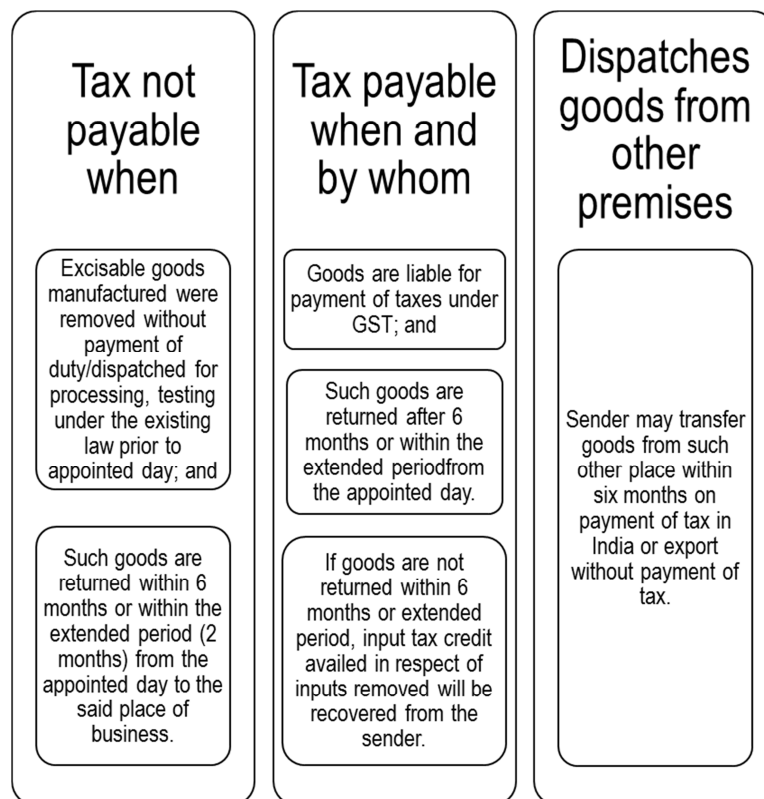 Tax not
payable
when
Excisable goods
manufactured were
removed without
payment of
duty/dispatched for
processing, testing
under the existing
law prior to
appointed day; and
Such goods are
returned within 6
months or within the
extended period (2
months) from the
appointed day to the
said place of
business.
Tax payable
when and
by whom
Goods are liable for
payment of taxes under
GST; and
Such goods are
returned after 6
months or within the
extended periodfrom
the appointed day.
If goods are not
returned within 6
months or extended
period, input tax credit
availed in respect of
inputs removed will be
recovered from the
sender.
Dispatches
goods from
other
premises
Sender may transfer
goods from such
other place within
six months on
payment of tax in
India or export
without payment of
tax.